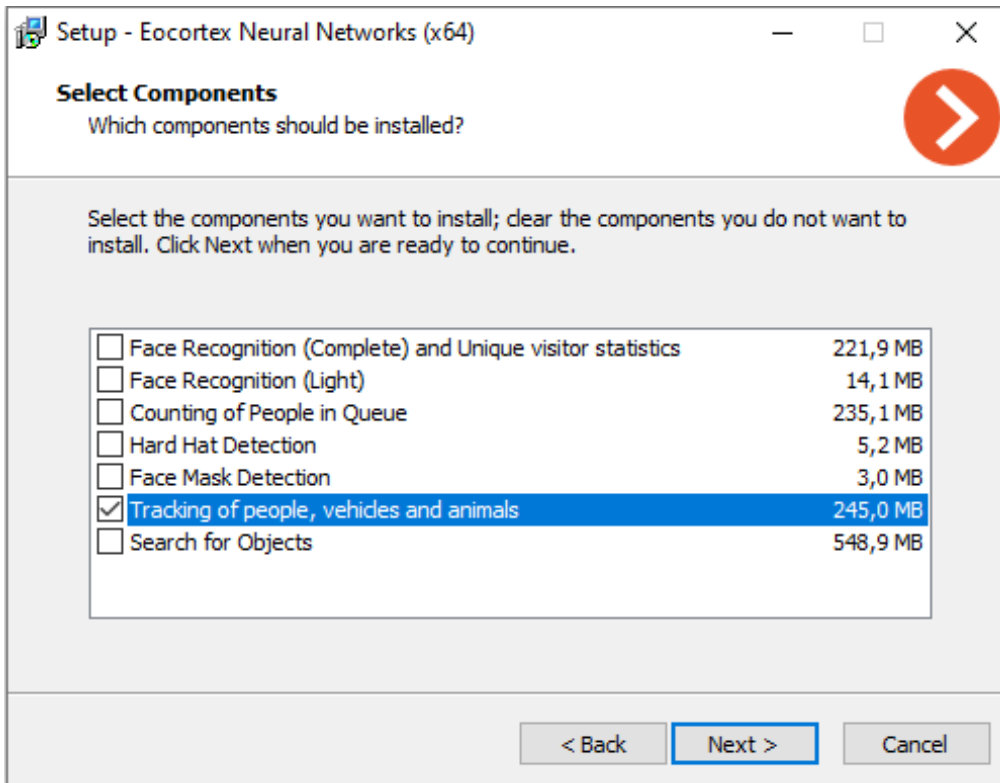 Setup - Eocortex Neural Networks (x64)
Select Components
Which components should be installed?
Select the components you want to install; clear the components you do not want to
install. Click Next when you are ready to continue.
Face Recognition (Complete) and Unique visitor statistics 221,9 MB
Face Recognition (Light) 14,1 MB
Counting of People in Queue 235,1 MB
Hard Hat Detection 5,2 MB
Face Mask Detection 3,0 MB
Tracking of people, vehicles and animals 245,0 MB
Search for Objects 548,9 MB
< Back Next > Cancel